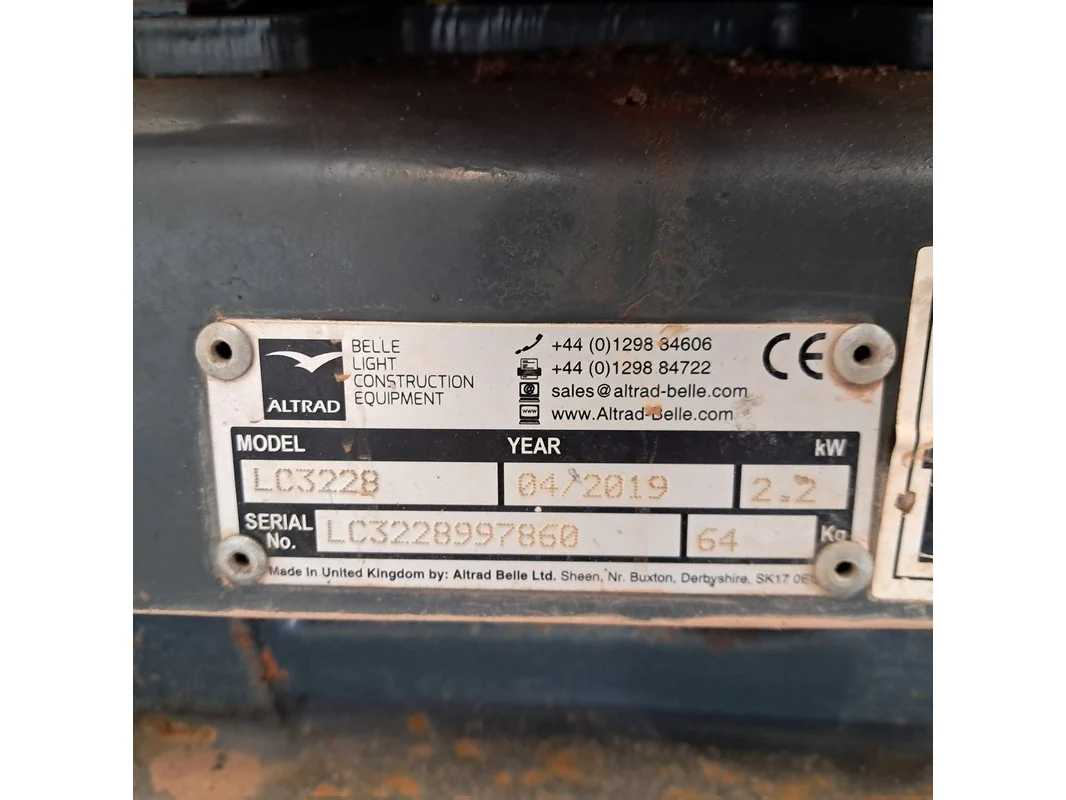 ALTRAD
BELLE
LIGHT
CONSTRUCTION
EQUIPMENT
+44 (0)1298 84606
+44 (0)1298 84722
sales@altrad-belle.com
www
www.Altrad-Belle.com
CE
MODEL YEAR kW
LC3228 04/2019 2.2
SERIAL No. LC3228997860 64 Kg
Made In United Kingdom by: Altrad Belle Ltd. Sheen, Nr. Buxton, Derbyshire, SK17